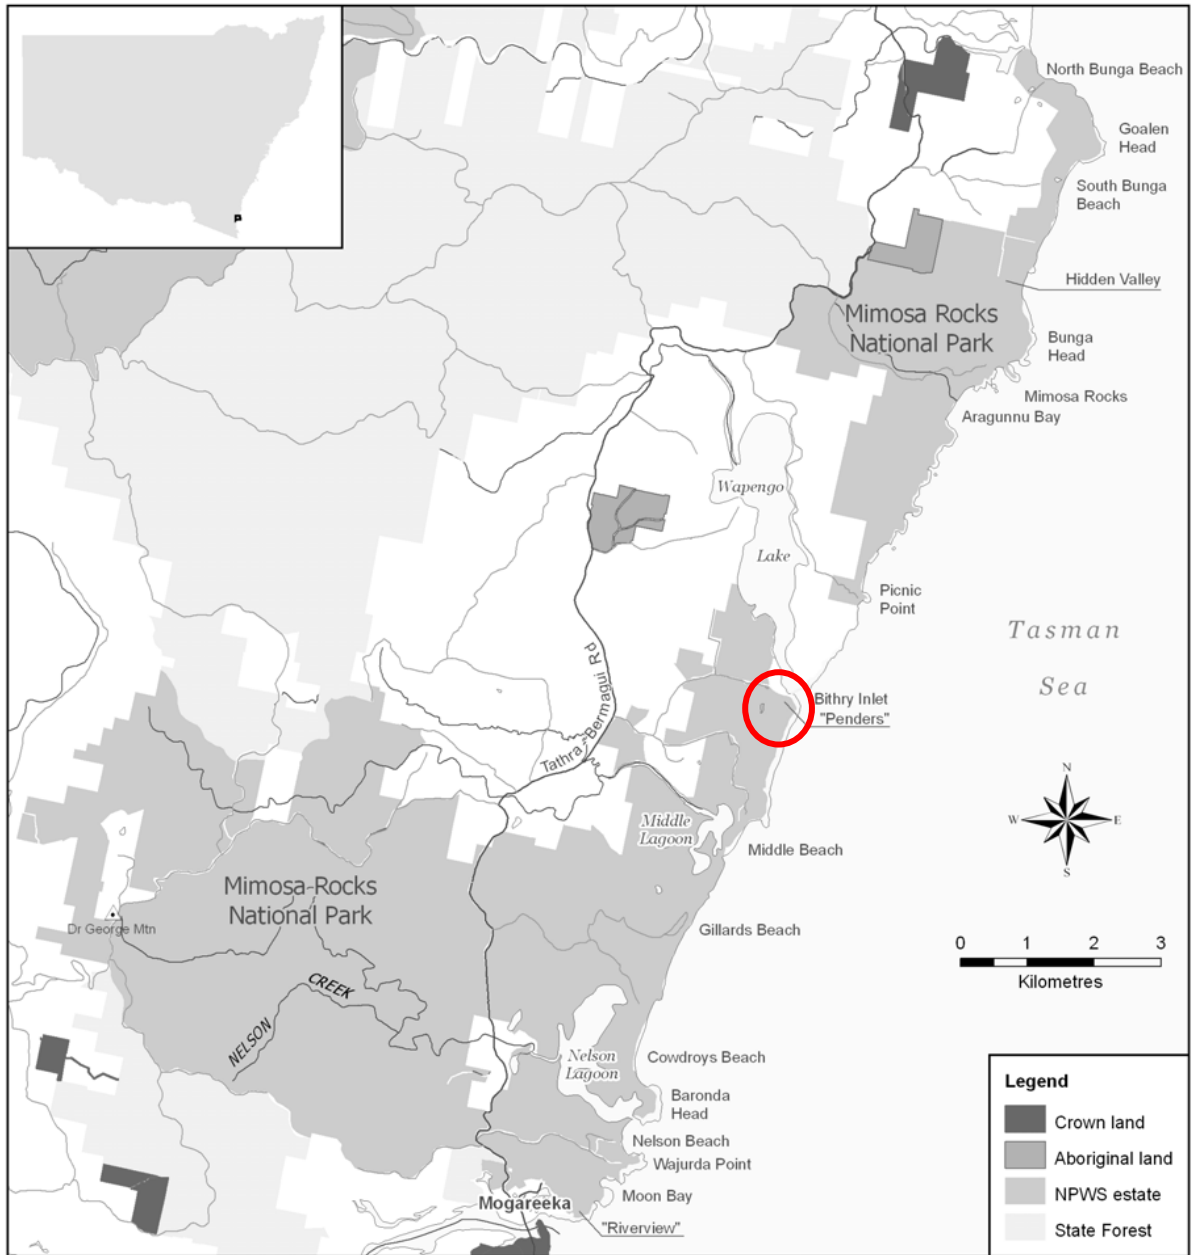 North Bunga Beach
Goalen
Head
South Bunga
Beach
Hidden Valley
Mimosa Rocks
National Park
Bunga
Head
Mimosa Rocks
Aragunnu Bay
Wapengo
Lake
Picnic
Point
Tasman
Sea
Tathra - Bermagui Rd
Bithry Inlet
"Penders"
N
W
E
S
Middle
Lagoon
Middle Beach
Mimosa-Rocks
National Park
Dr George Mtn
Gillards Beach
0 1 2 3
Kilometres
NELSON CREEK
Nelson
Lagoon
Cowdroys Beach
Baronda
Head
Nelson Beach
Wajurda Point
Moon Bay
Mogareeka
"Riverview"
Legend
Crown land
Aboriginal land
NPWS estate
State Forest